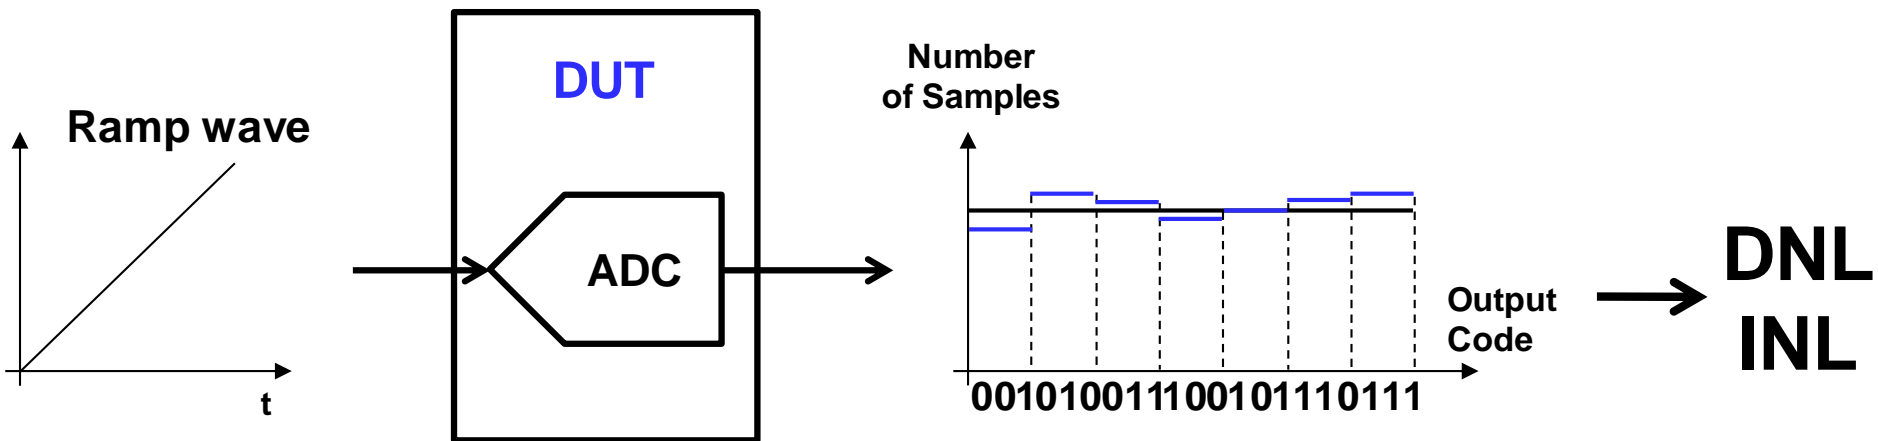 Ramp wave
t
DUT
ADC
Number
of Samples
001010011100101110111
Output
Code
DNL
INL